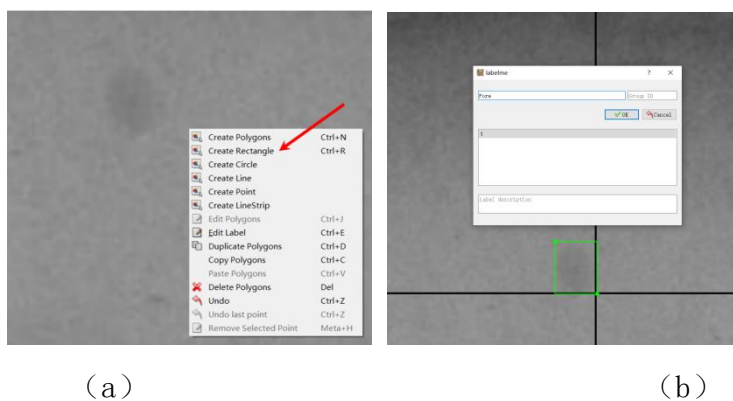 Create Polygons Ctrl+N
Create Rectangle Ctrl+R
Create Circle
Create Line
Create Point
Create LineStrip
Edit Polygons Ctrl+J
Edit Label Ctrl+E
Duplicate Polygons Ctrl+D
Copy Polygons Ctrl+C
Paste Polygons Ctrl+V
Delete Polygons Del
Undo Ctrl+Z
Undo last point Ctrl+Z
Remove Selected Point Meta+H
labelme ? ×
Pore Group ID
OK Cancel
Label description
(a) (b)